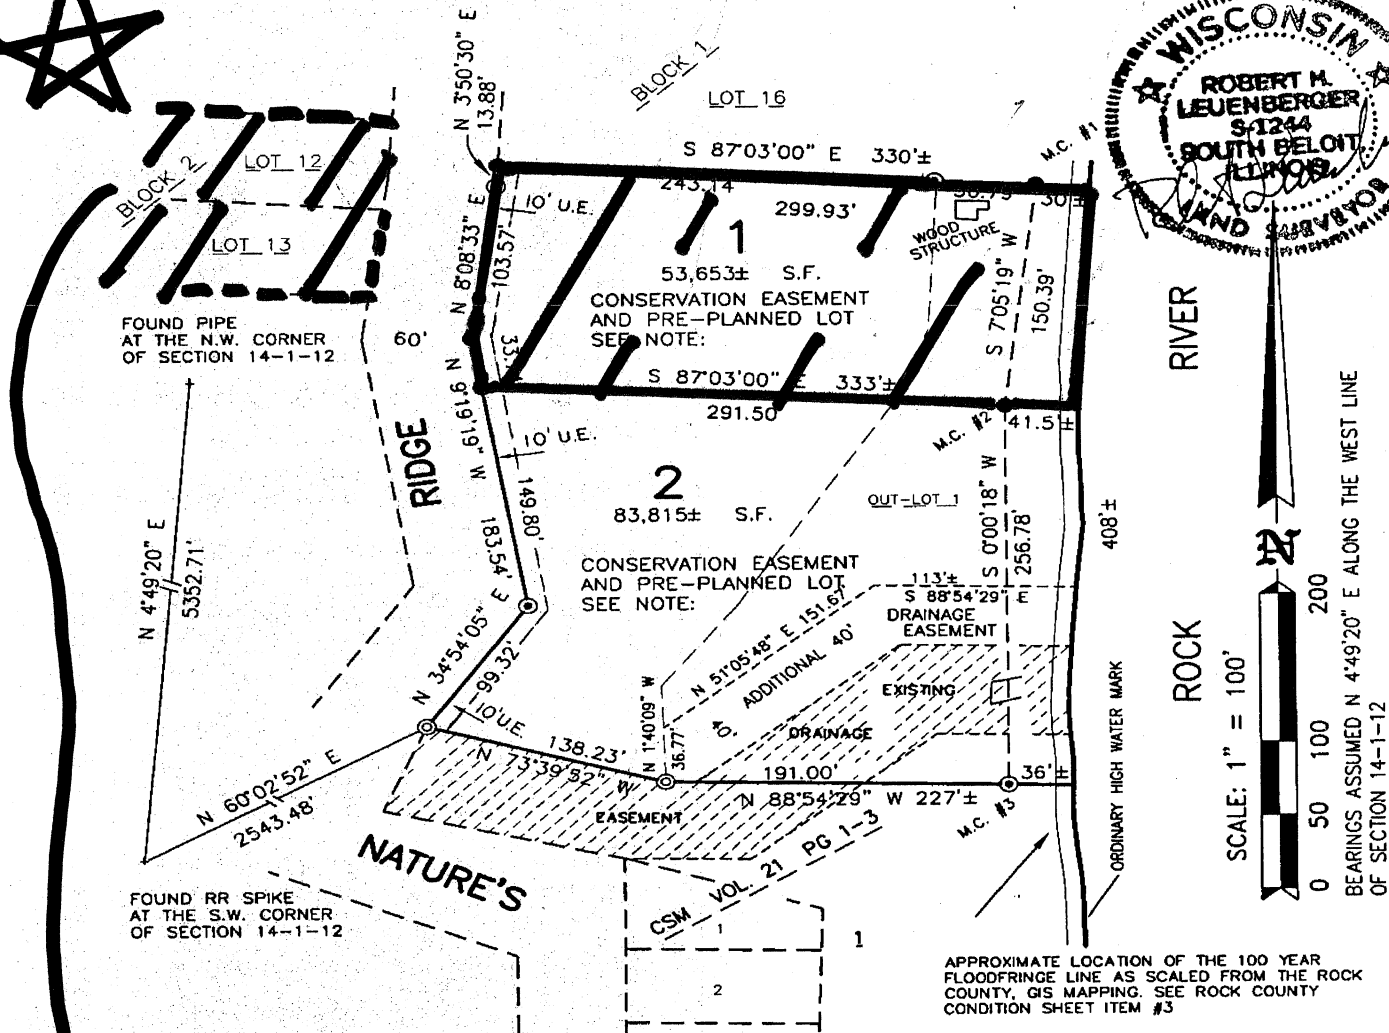 N 3°50'30" E
13.88'
BLOCK 1
LOT 16
WISCONSIN
ROBERT H.
LEUENBERGER
S-1244
SOUTH BELOIT,
ILLINOIS
LAND SURVEYOR
M.C. #1
BLOCK 2
LOT 12
LOT 13
S 87°03'00" E 330'±
243.14
30'±
299.93'
10' U.E.
N 8°08'33" E
103.57'
1
WOOD
STRUCTURE
53,653± S.F.
CONSERVATION EASEMENT
AND PRE-PLANNED LOT
SEE NOTE:
S 7°05'19" W
150.39'
RIVER
FOUND PIPE
AT THE N.W. CORNER
OF SECTION 14-1-12
60'
S 87°03'00" E 333'±
291.50
M.C. #2
41.5'±
RIDGE
N 9°19'19" W
10' U.E.
149.80'
183.54'
2
83,815± S.F.
OUT-LOT 1
CONSERVATION EASEMENT
AND PRE-PLANNED LOT
SEE NOTE:
S 0°00'18" W
256.78'
408'±
N 4°49'20" E
5352.71'
113'±
S 88°54'29" E
DRAINAGE
EASEMENT
N 51°05'48" E 151.67'
ADDITIONAL 40'
40'
EXISTING
DRAINAGE
EASEMENT
N 34°54'05" E
99.32'
10'U.E.
N 1°40'09" W
36.77'
138.23'
N 73°39'52" W
191.00'
36'±
N 88°54'29" W 227'±
M.C. #3
N 60°02'52" E
2543.48'
NATURE'S
CSM VOL. 21 PG 1-3
FOUND RR SPIKE
AT THE S.W. CORNER
OF SECTION 14-1-12
1
1
2
ROCK
ORDINARY HIGH WATER MARK
SCALE: 1" = 100'
0 50 100 200
BEARINGS ASSUMED N 4°49'20" E ALONG THE WEST LINE
OF SECTION 14-1-12
APPROXIMATE LOCATION OF THE 100 YEAR
FLOODFRINGE LINE AS SCALED FROM THE ROCK
COUNTY, GIS MAPPING. SEE ROCK COUNTY
CONDITION SHEET ITEM #3